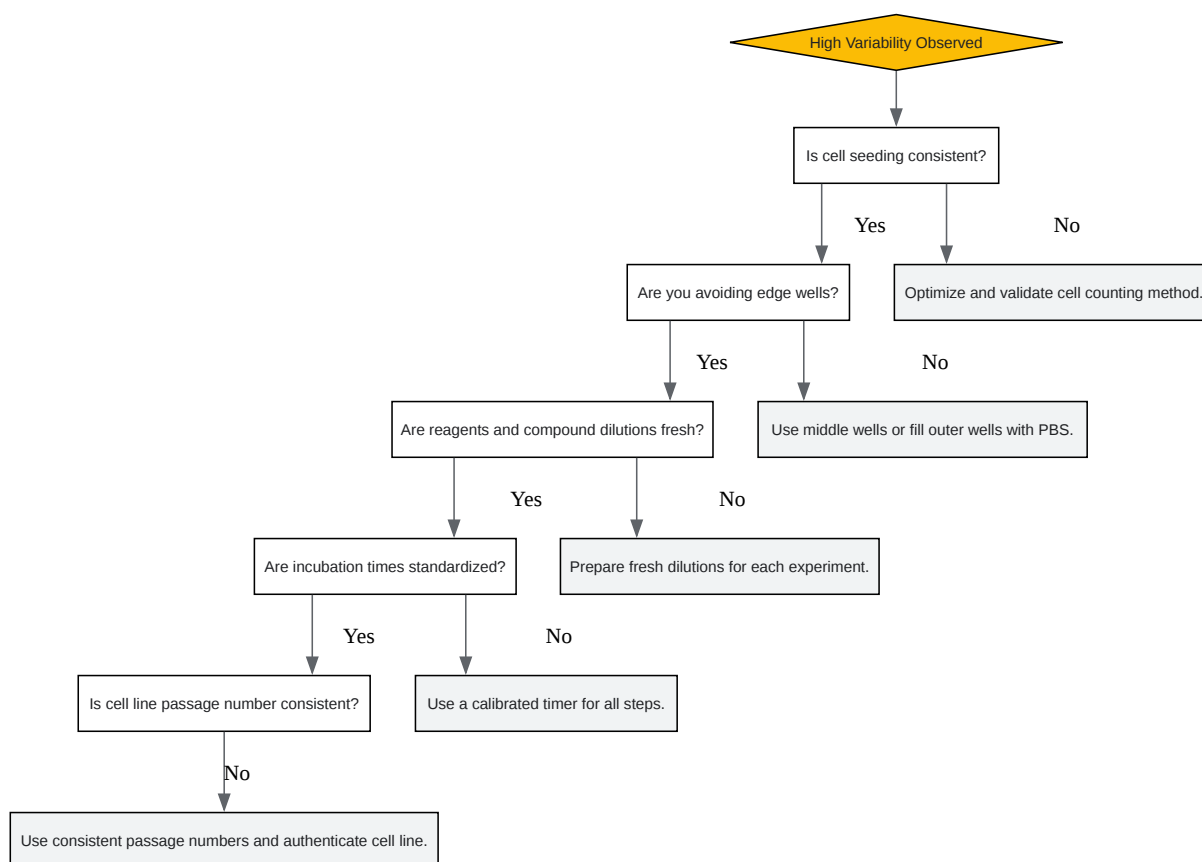 High Variability Observed
Is cell seeding consistent?
Yes
No
Are you avoiding edge wells?
Optimize and validate cell counting method.
Yes
No
Are reagents and compound dilutions fresh?
Use middle wells or fill outer wells with PBS.
Yes
No
Are incubation times standardized?
Prepare fresh dilutions for each experiment.
Yes
No
Is cell line passage number consistent?
Use a calibrated timer for all steps.
No
Use consistent passage numbers and authenticate cell line.